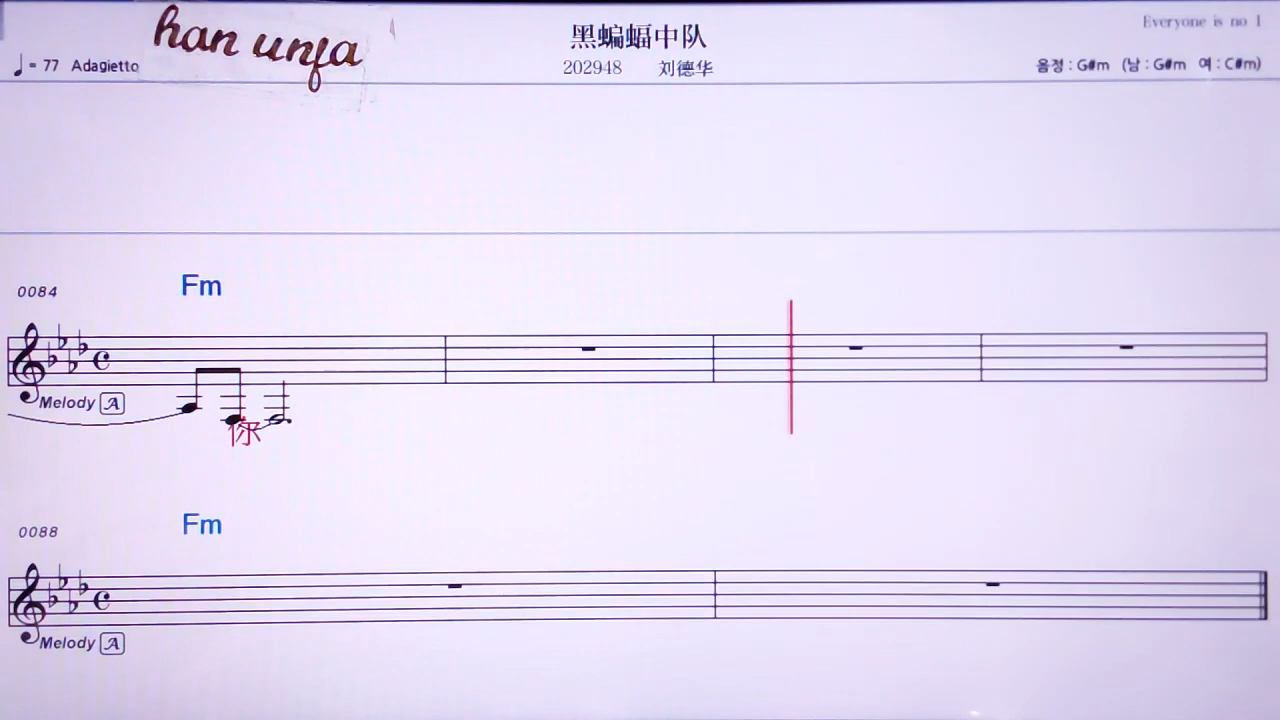 han unfa
黑蝙蝠中队
Everyone is no 1
♩= 77 Adagietto
202948 刘德华
음정 : G#m (남 : G#m 여 : C#m)
Fm
0084
Melody A
你
Fm
0088
Melody A